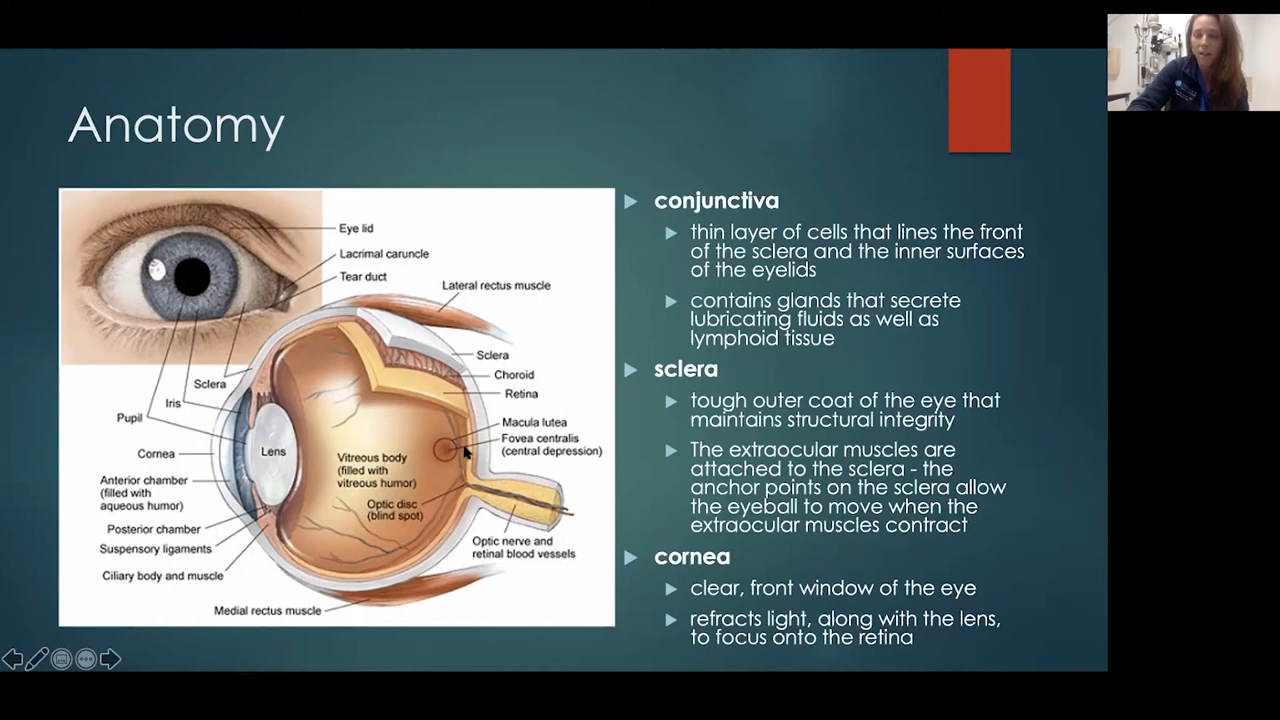 Anatomy
Eye lid
Lacrimal caruncle
Tear duct
Lateral rectus muscle
Sclera
Choroid
Retina
Sclera
Iris
Pupil
Macula lutea
Fovea centralis
(central depression)
Cornea
Lens
Vitreous body
(filled with
vitreous humor)
Anterior chamber
(filled with
aqueous humor)
Optic disc
(blind spot)
Posterior chamber
Suspensory ligaments
Optic nerve and
retinal blood vessels
Ciliary body and muscle
Medial rectus muscle
conjunctiva
thin layer of cells that lines the front
of the sclera and the inner surfaces
of the eyelids
contains glands that secrete
lubricating fluids as well as
lymphoid tissue
sclera
tough outer coat of the eye that
maintains structural integrity
The extraocular muscles are
attached to the sclera - the
anchor points on the sclera allow
the eyeball to move when the
extraocular muscles contract
cornea
clear, front window of the eye
refracts light, along with the lens,
to focus onto the retina